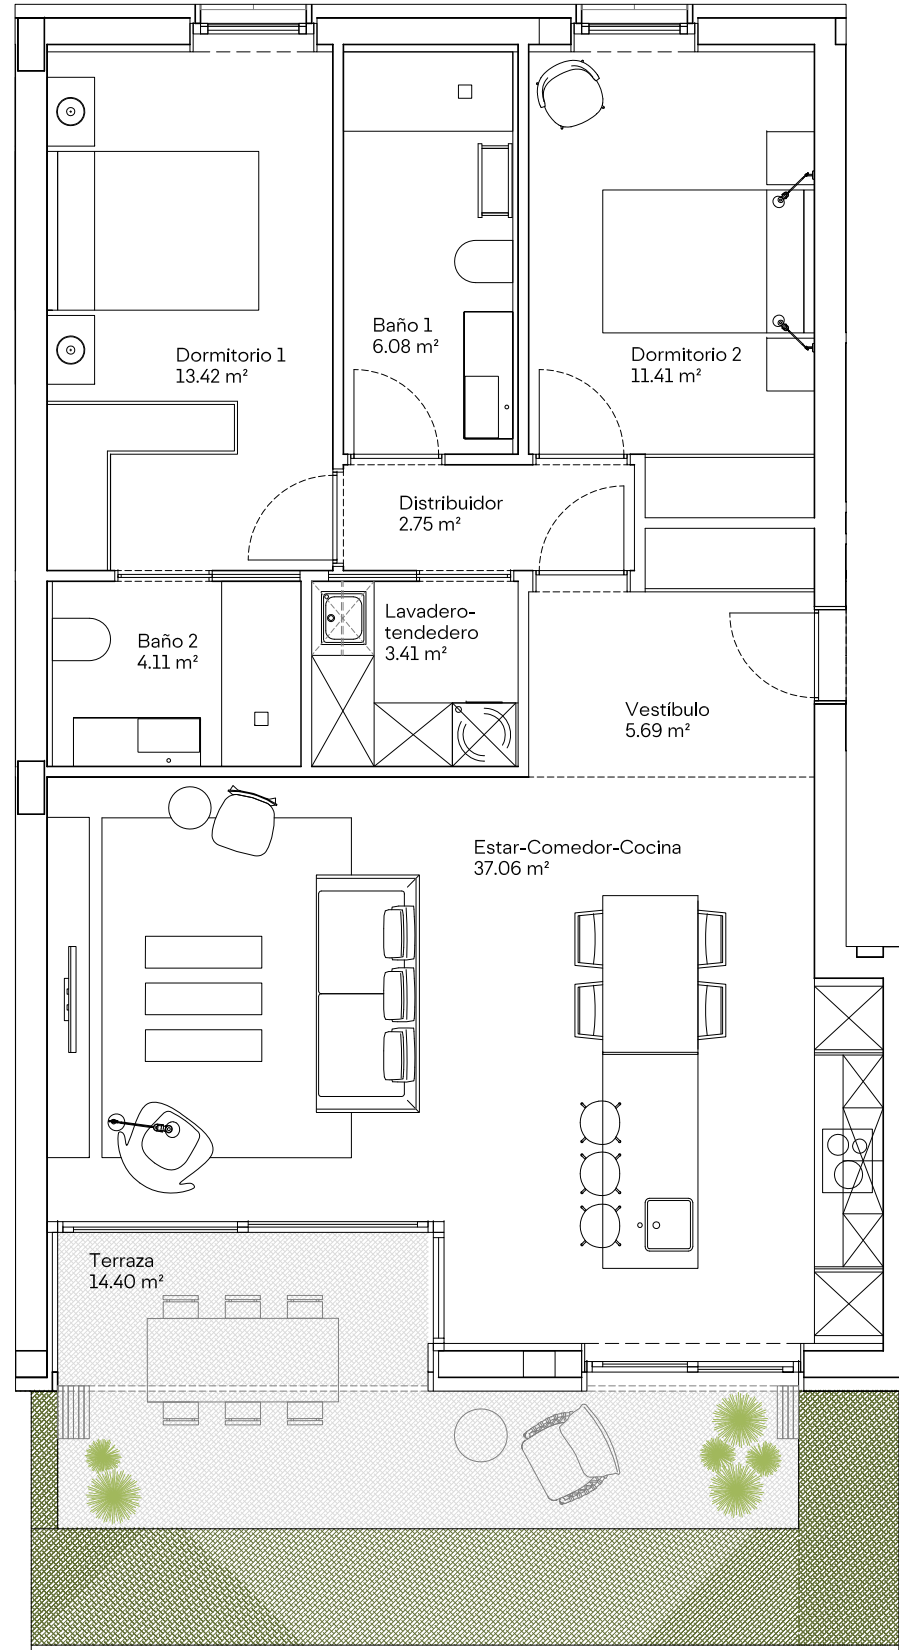 Baño 1
6.08 m²
Dormitorio 1
13.42 m²
Dormitorio 2
11.41 m²
Distribuidor
2.75 m²
Lavadero-
tendedero
3.41 m²
Baño 2
4.11 m²
Vestíbulo
5.69 m²
Estar-Comedor-Cocina
37.06 m²
Terraza
14.40 m²